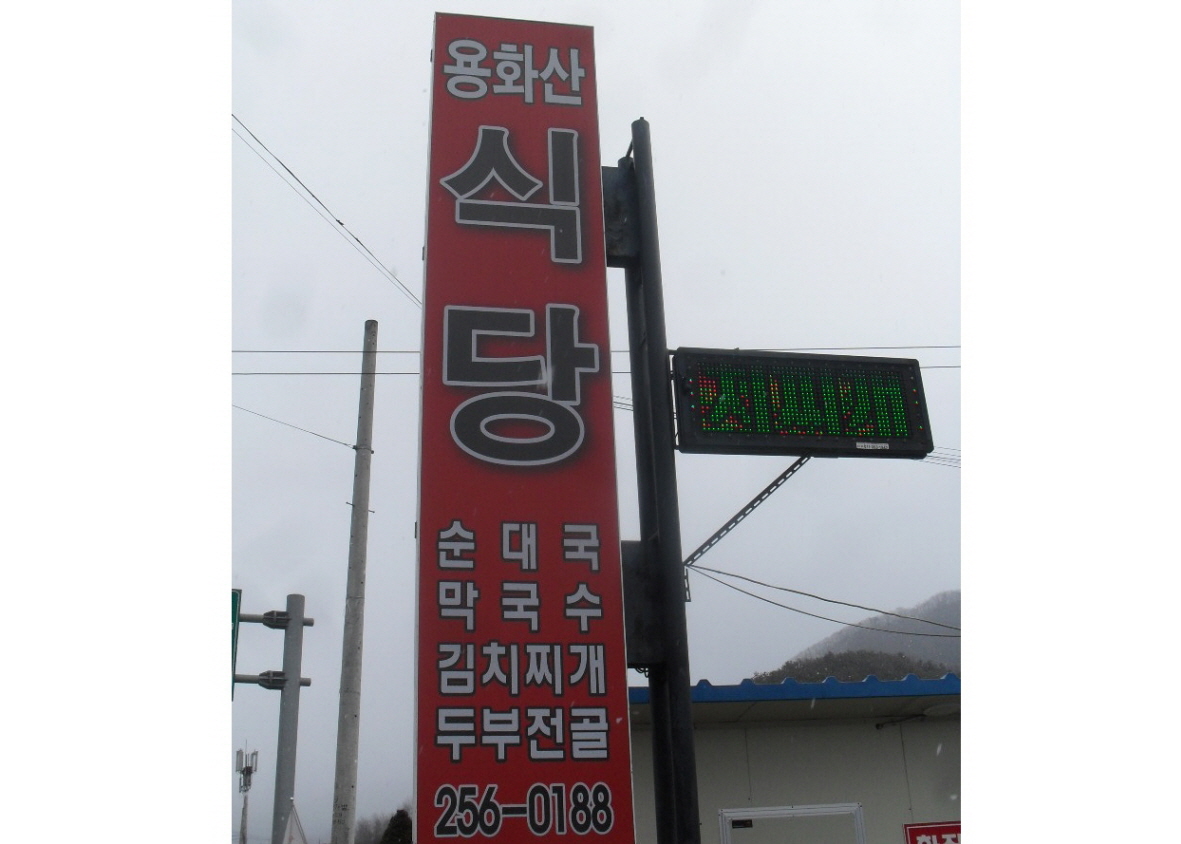 용화산
식당
순대국
막국수
김치찌개
두부전골
256-0188